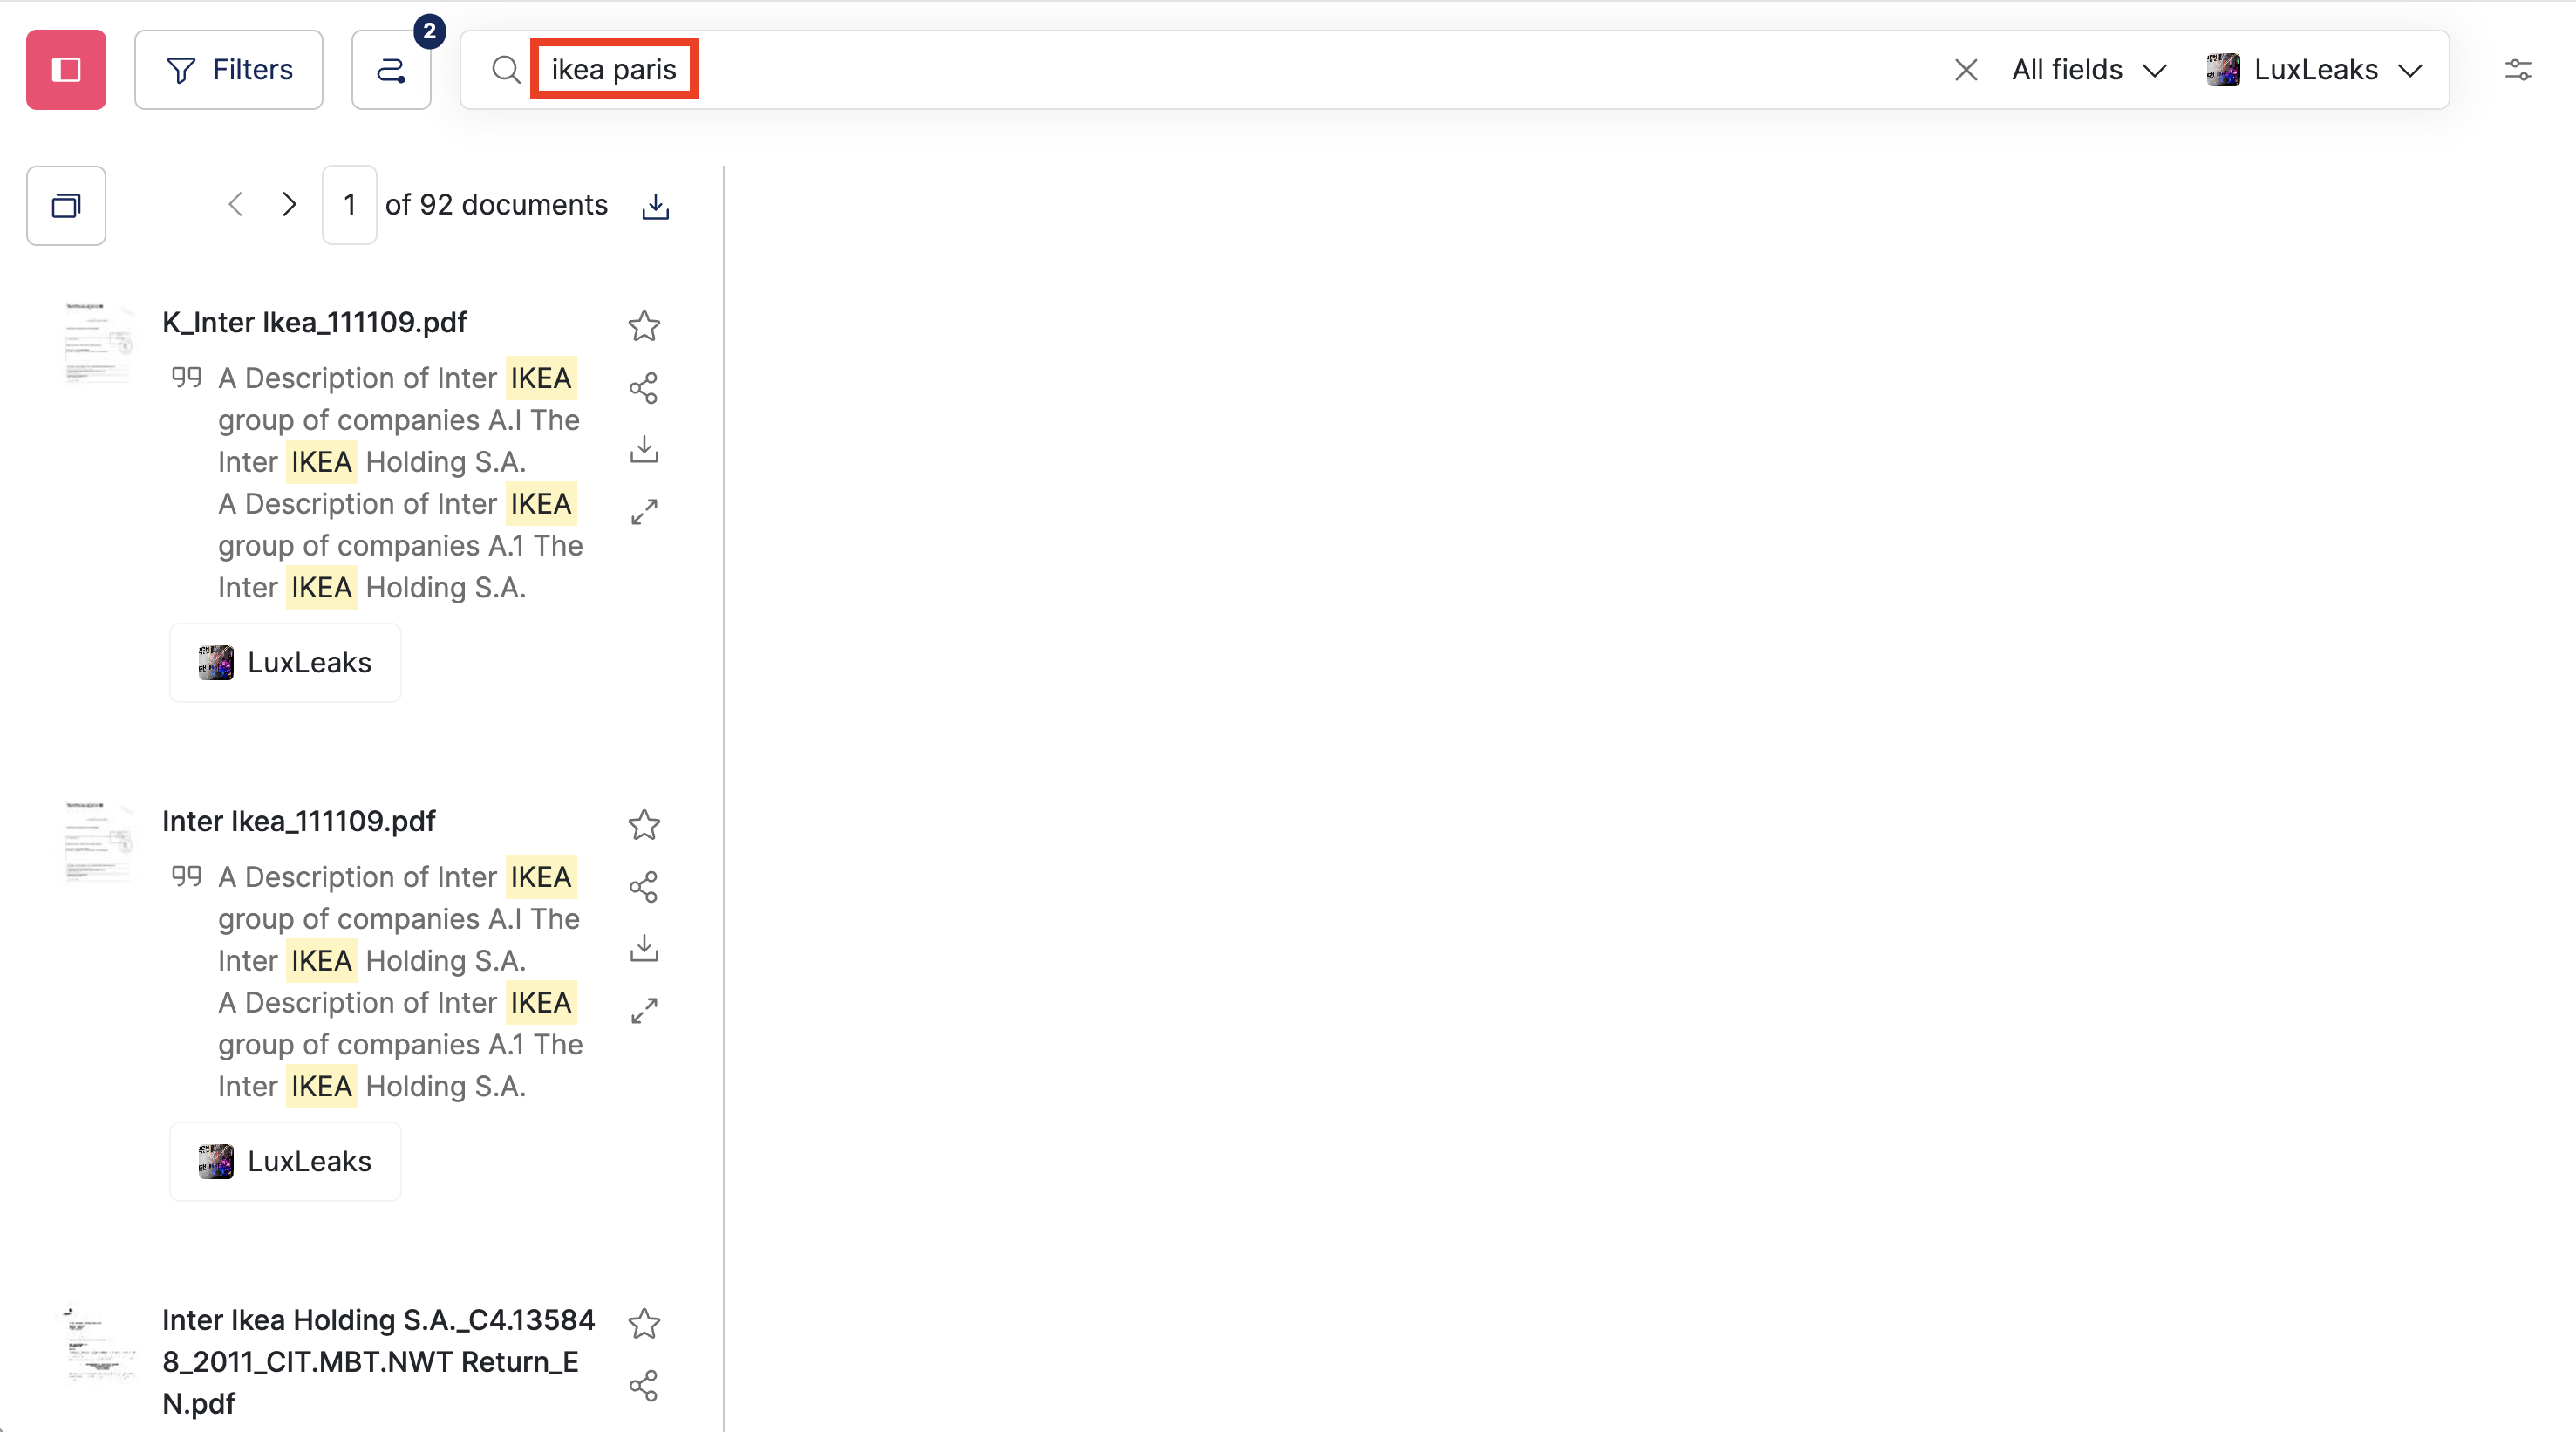 Filters
2
ikea paris
All fields
LuxLeaks
1 of 92 documents
K_Inter Ikea_111109.pdf
A Description of Inter IKEA
group of companies A.I The
Inter IKEA Holding S.A.
A Description of Inter IKEA
group of companies A.1 The
Inter IKEA Holding S.A.
LuxLeaks
Inter Ikea_111109.pdf
A Description of Inter IKEA
group of companies A.I The
Inter IKEA Holding S.A.
A Description of Inter IKEA
group of companies A.1 The
Inter IKEA Holding S.A.
LuxLeaks
Inter Ikea Holding S.A._C4.13584
8_2011_CIT.MBT.NWT Return_E
N.pdf